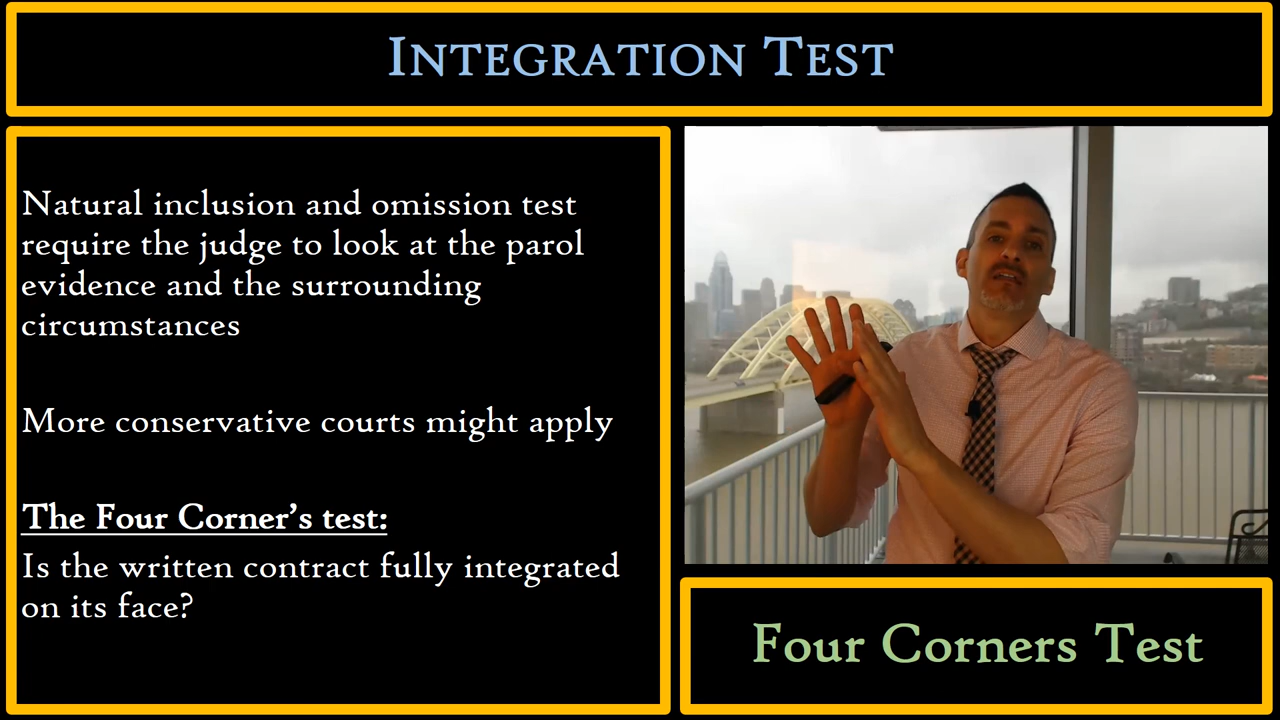 Integration Test
Natural inclusion and omission test
require the judge to look at the parol
evidence and the surrounding
circumstances
More conservative courts might apply
The Four Corner’s test:
Is the written contract fully integrated
on its face?
Four Corners Test